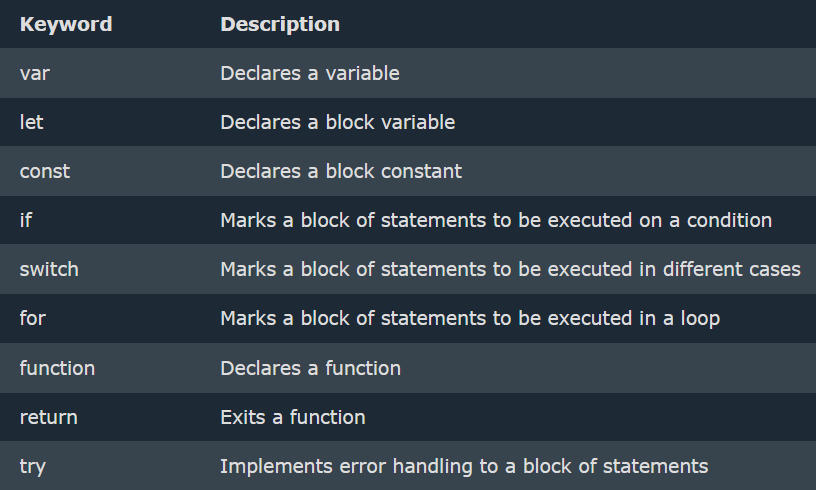 Keyword Description
var Declares a variable
let Declares a block variable
const Declares a block constant
if Marks a block of statements to be executed on a condition
switch Marks a block of statements to be executed in different cases
for Marks a block of statements to be executed in a loop
function Declares a function
return Exits a function
try Implements error handling to a block of statements